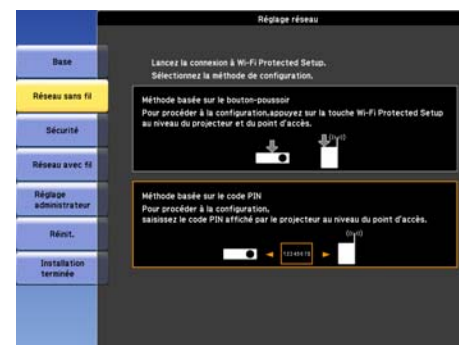 Réglage réseau
Base
Réseau sans fil
Sécurité
Réseau avec fil
Réglage
administrateur
Réinit.
Installation
terminée
Lancez la connexion à Wi-Fi Protected Setup.
Sélectionnez la méthode de configuration.
Méthode basée sur le bouton-poussoir
Pour procéder à la configuration,appuyez sur la touche Wi-Fi Protected Setup
au niveau du projecteur et du point d'accès.
Méthode basée sur le code PIN
Pour procéder à la configuration,
saisissez le code PIN affiché par le projecteur au niveau du point d'accès.